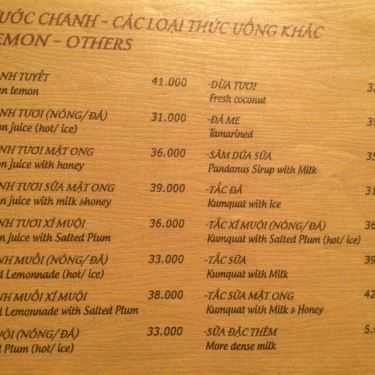 ƯỚC CHANH - CÁC LOẠI THỨC UỐNG KHÁC
EMON - OTHERS
NH TUYẾT 41.000
en lemon
NH TƯƠI (NÓNG/ĐÁ) 31.000
on juice (hot/ ice)
NH TƯƠI MẬT ONG 36.000
on juice with honey
NH TƯƠI SỮA MẬT ONG 39.000
on juice with milk &honey
NH TƯƠI XÍ MUỘI 36.000
on juice with Salted Plum
NH MUỐI (NÓNG/ĐÁ) 33.000
d Lemonnade (hot/ ice)
NH MUỐI XÍ MUỘI 38.000
d Lemonnade with Salted Plum
UỘI (NÓNG/ĐÁ) 33.000
d Plum (hot/ ice)
-DỪA TƯƠI
Fresh coconut
-ĐÁ ME
Tamarined
-SÂM DỨA SỮA
Pandanus Sirup with Milk
-TẮC ĐÁ
Kumquat with Ice
-TẮC XÍ MUỘI (NÓNG/ĐÁ)
Kumquat with Salted Plum (hot/ ice)
-TẮC SỮA
Kumquat with Milk
-TẮC SỮA MẬT ONG
Kumquat with Milk & Honey
-SỮA ĐẶC THÊM
More dense milk